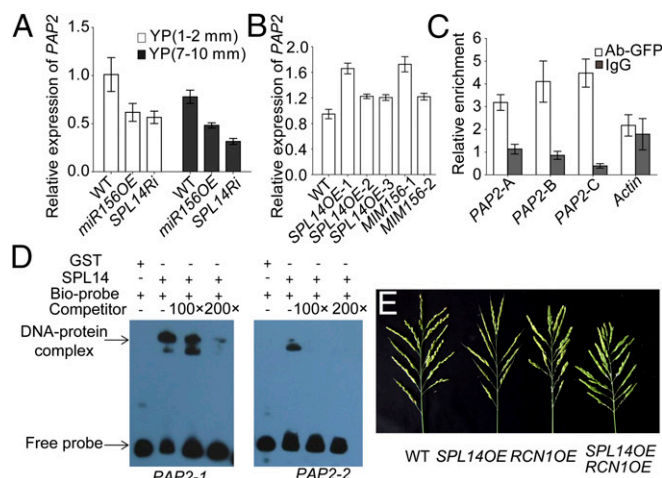 A
YP(1-2 mm)
YP(7-10 mm)
Relative expression of PAP2
1.5
1.0
0.5
0.0
WT
miR156OE
SPL14Ri
WT
miR156OE
SPL14Ri
B
Relative expression of PAP2
2.0
1.6
1.2
0.8
0.4
0
WT
SPL14OE-1
SPL14OE-2
SPL14OE-3
MIM156-1
MIM156-2
C
Ab-GFP
IgG
Relative enrichment
6
5
4
3
2
1
0
PAP2-A
PAP2-B
PAP2-C
Actin
D
GST + - - - + - - -
SPL14 - + + + - + + +
Bio-probe + + + + + + + +
Competitor - - 100× 200× - - 100× 200×
DNA-protein
complex
Free probe
PAP2-1 PAP2-2
E
WT SPL14OE RCN1OE SPL14OE
RCN1OE